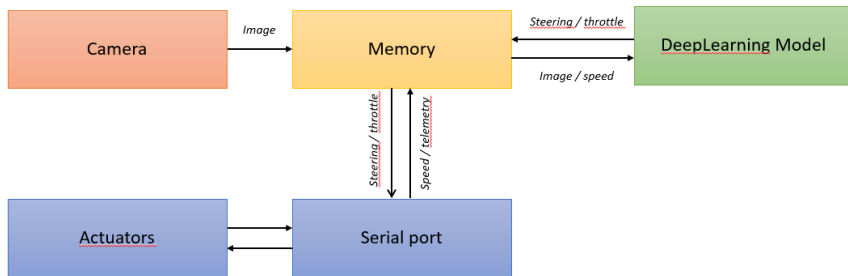 Steering / throttle
Image
Camera
Memory
DeepLearning Model
Image / speed
Steering / throttle
Speed / telemetry
Actuators
Serial port